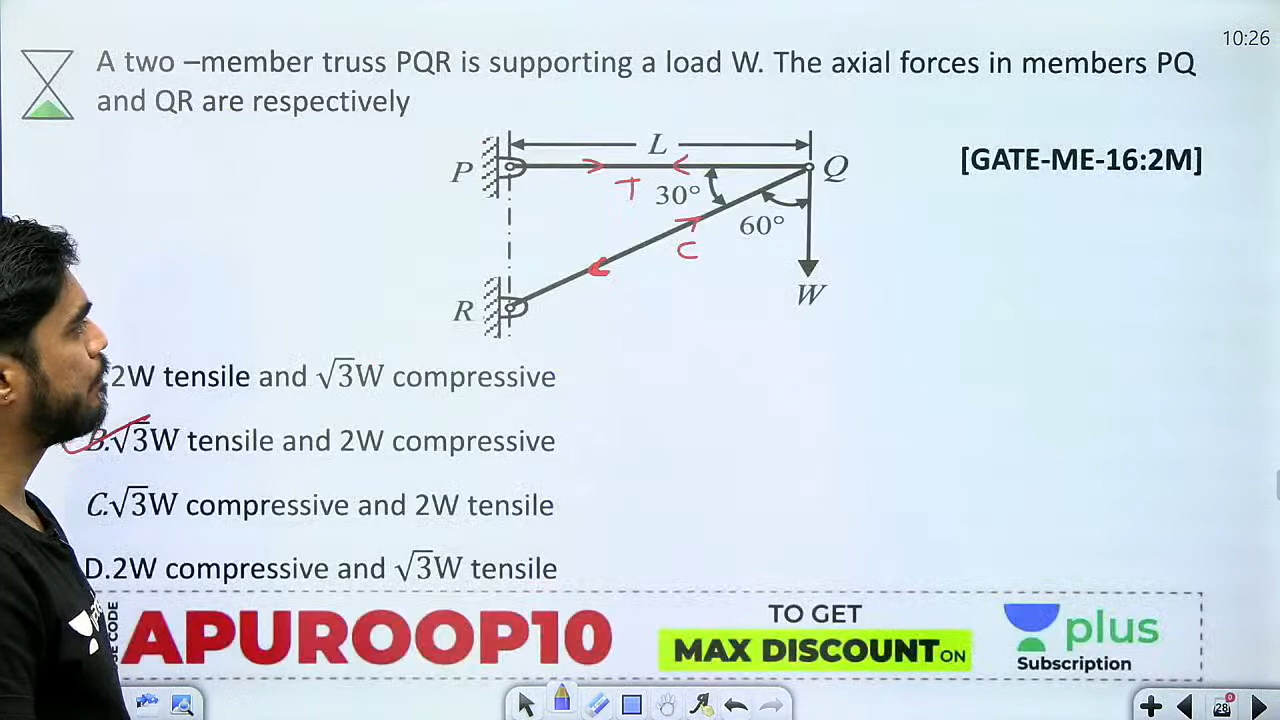 10:26
A two –member truss PQR is supporting a load W. The axial forces in members PQ
and QR are respectively
[GATE-ME-16:2M]
L
P
Q
T
30°
60°
C
W
R
2W tensile and √3W compressive
B.√3W tensile and 2W compressive
C.√3W compressive and 2W tensile
D.2W compressive and √3W tensile
CODE
APUROOP10
TO GET
MAX DISCOUNT ON
plus
Subscription
28